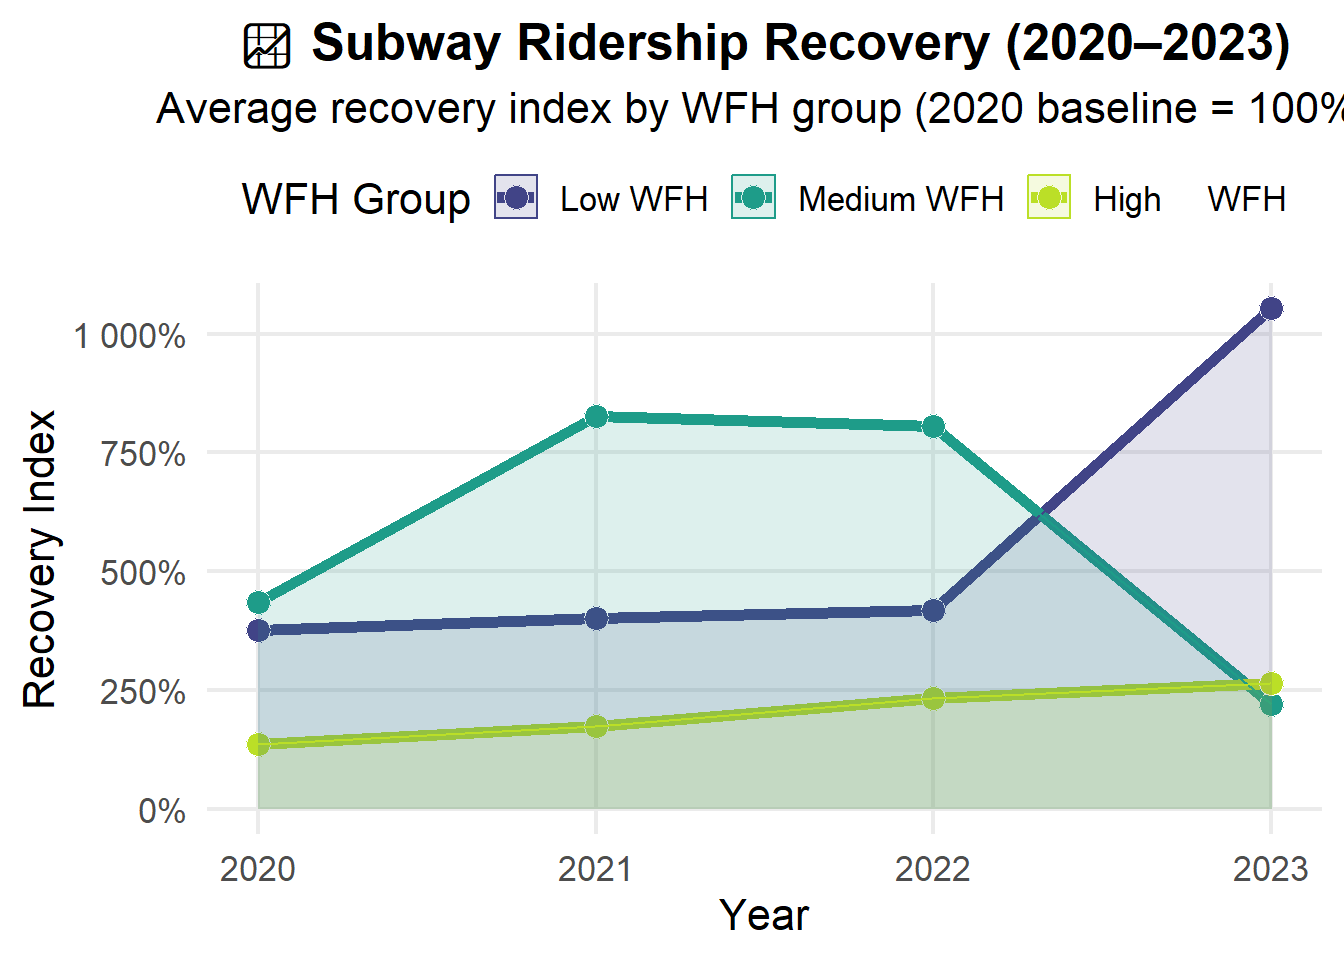 Subway Ridership Recovery (2020–2023)
Average recovery index by WFH group (2020 baseline = 100%
WFH Group Low WFH Medium WFH High WFH
1 000%
750%
500%
250%
0%
Recovery Index
2020 2021 2022 2023
Year